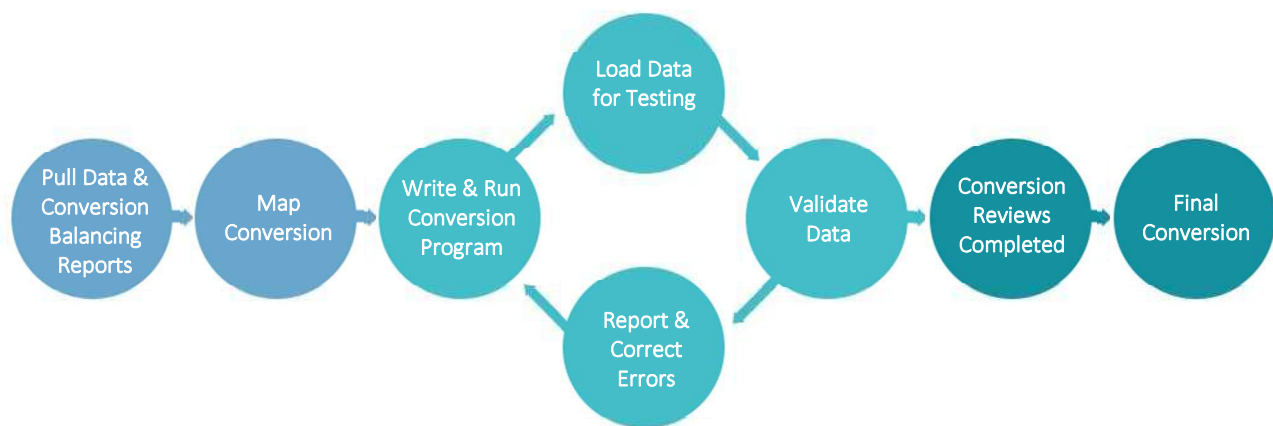 Pull Data &
Conversion
Balancing
Reports
Map
Conversion
Write & Run
Conversion
Program
Load Data
for Testing
Validate
Data
Report &
Correct
Errors
Conversion
Reviews
Completed
Final
Conversion